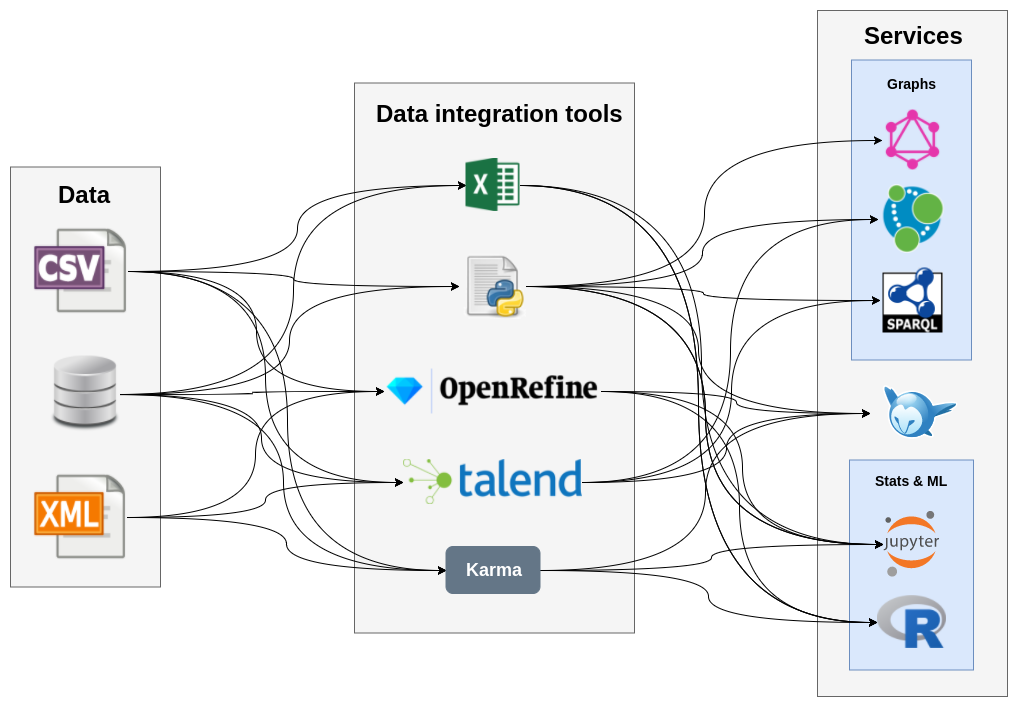 Data
CSV
XML
Data integration tools
X
OpenRefine
talend
Karma
Services
Graphs
SPARQL
Stats & ML
jupyter
R